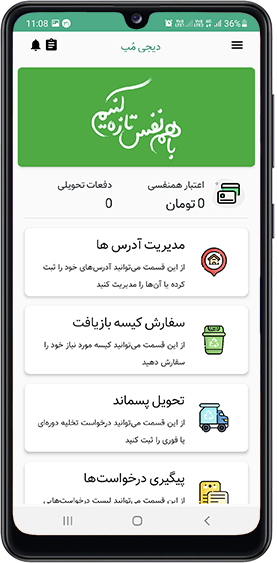 11:08
36%
دیجی مُب
با هم نفس تازه کنیم
اعتبار همنفسی
دفعات تحویلی
0 تومان
0
مدیریت آدرس ها
از این قسمت می‌توانید آدرس‌های خود را ثبت
کرده یا آن‌ها را مدیریت کنید
سفارش کیسه بازیافت
از این قسمت می‌توانید کیسه مورد نیاز خود را
سفارش دهید
تحویل پسماند
از این قسمت می‌توانید درخواست تخلیه دوره‌ای
یا فوری را ثبت کنید
پیگیری درخواست‌ها
از این قسمت می‌توانید لیست درخواست‌هایی